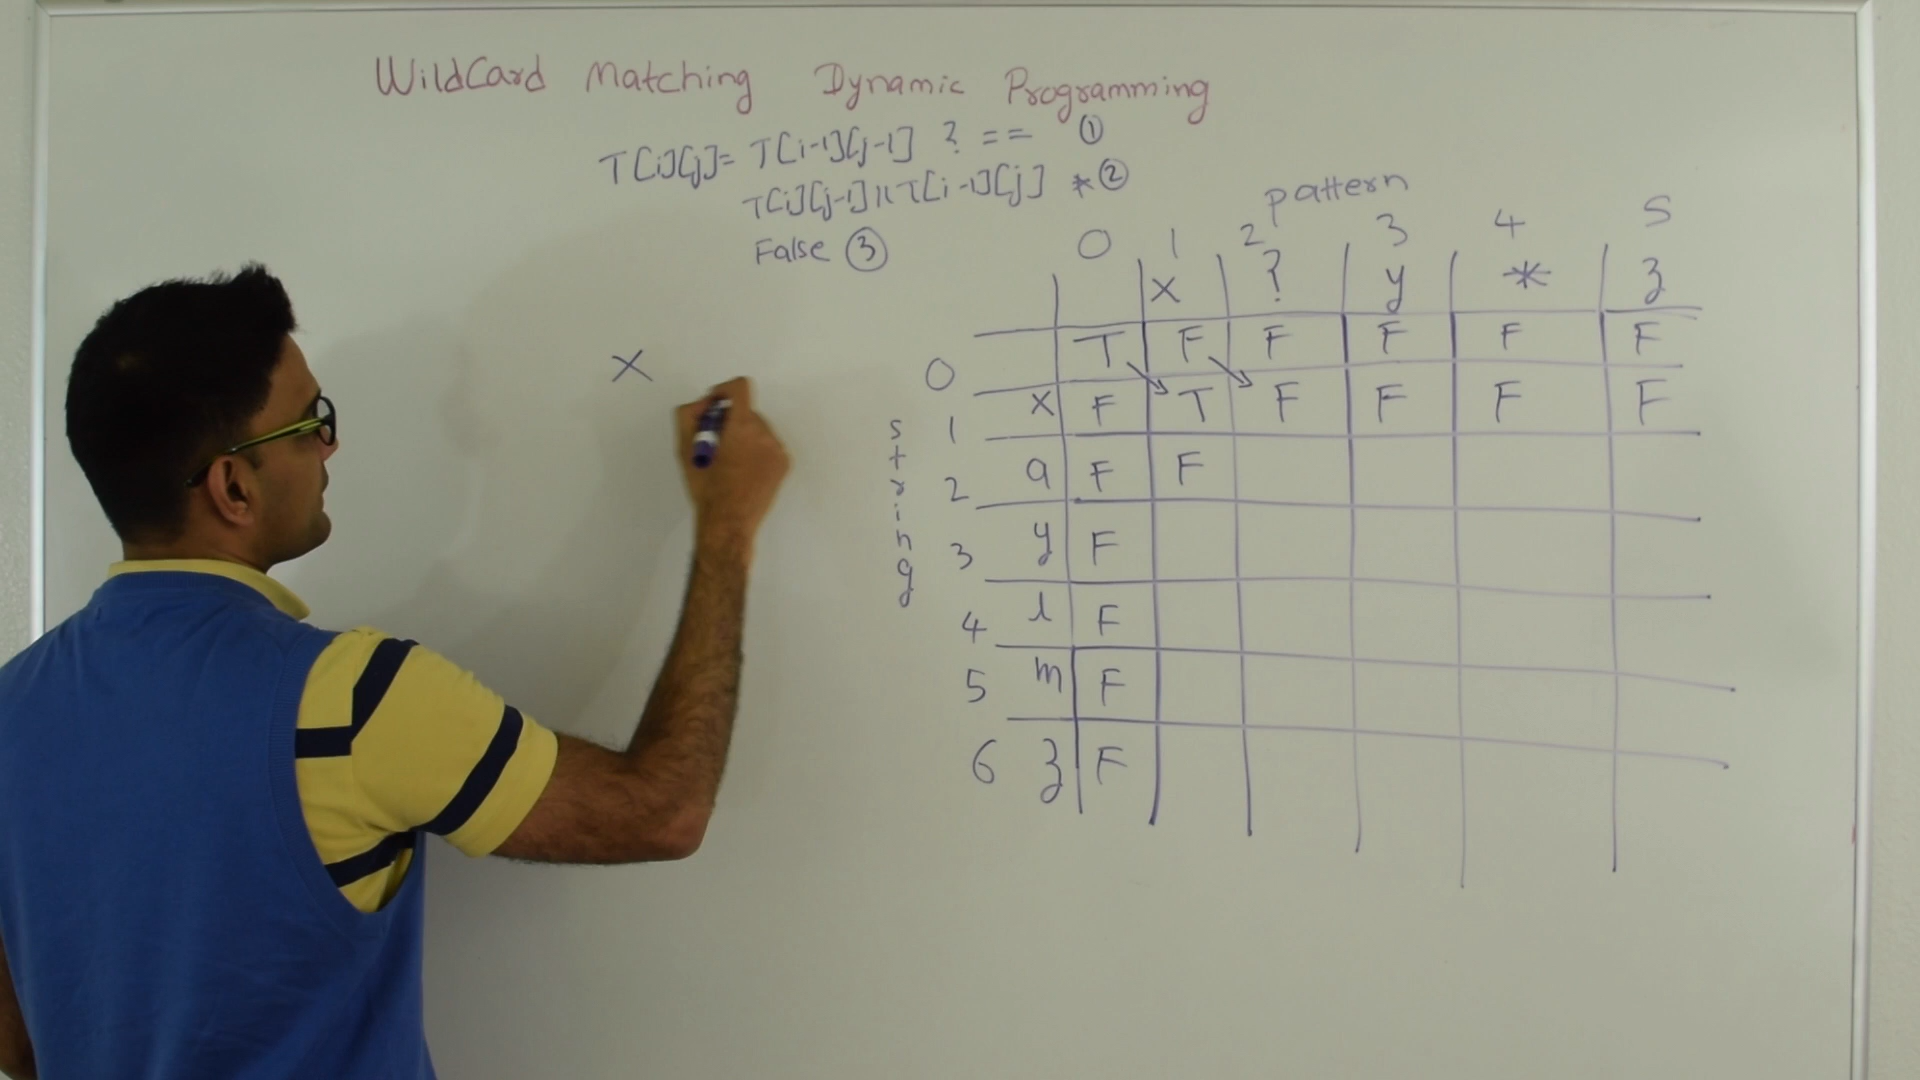 WildCard Matching Dynamic Programming
T[i][j]= T[i-1][j-1] ? == ①
T[i][j-1] || T[i-1][j] * ②
False ③
pattern
0 1 2 3 4 5
x ? y * z
0 T F F F F F
1 x F T F F F F
2 a F F
3 y F
4 l F
5 m F
6 z F
string
X